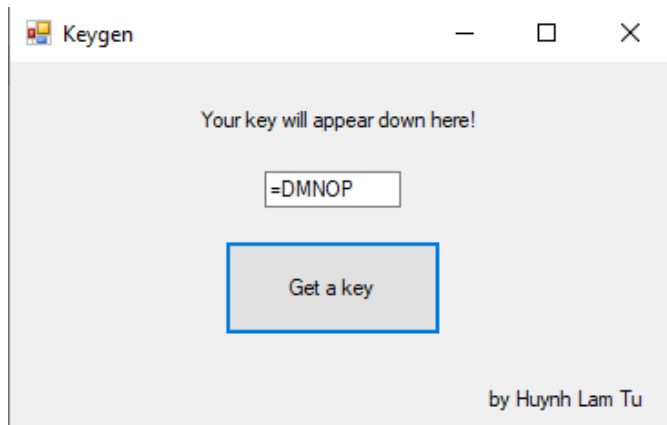 Keygen
Your key will appear down here!
=DMNOP
Get a key
by Huynh Lam Tu